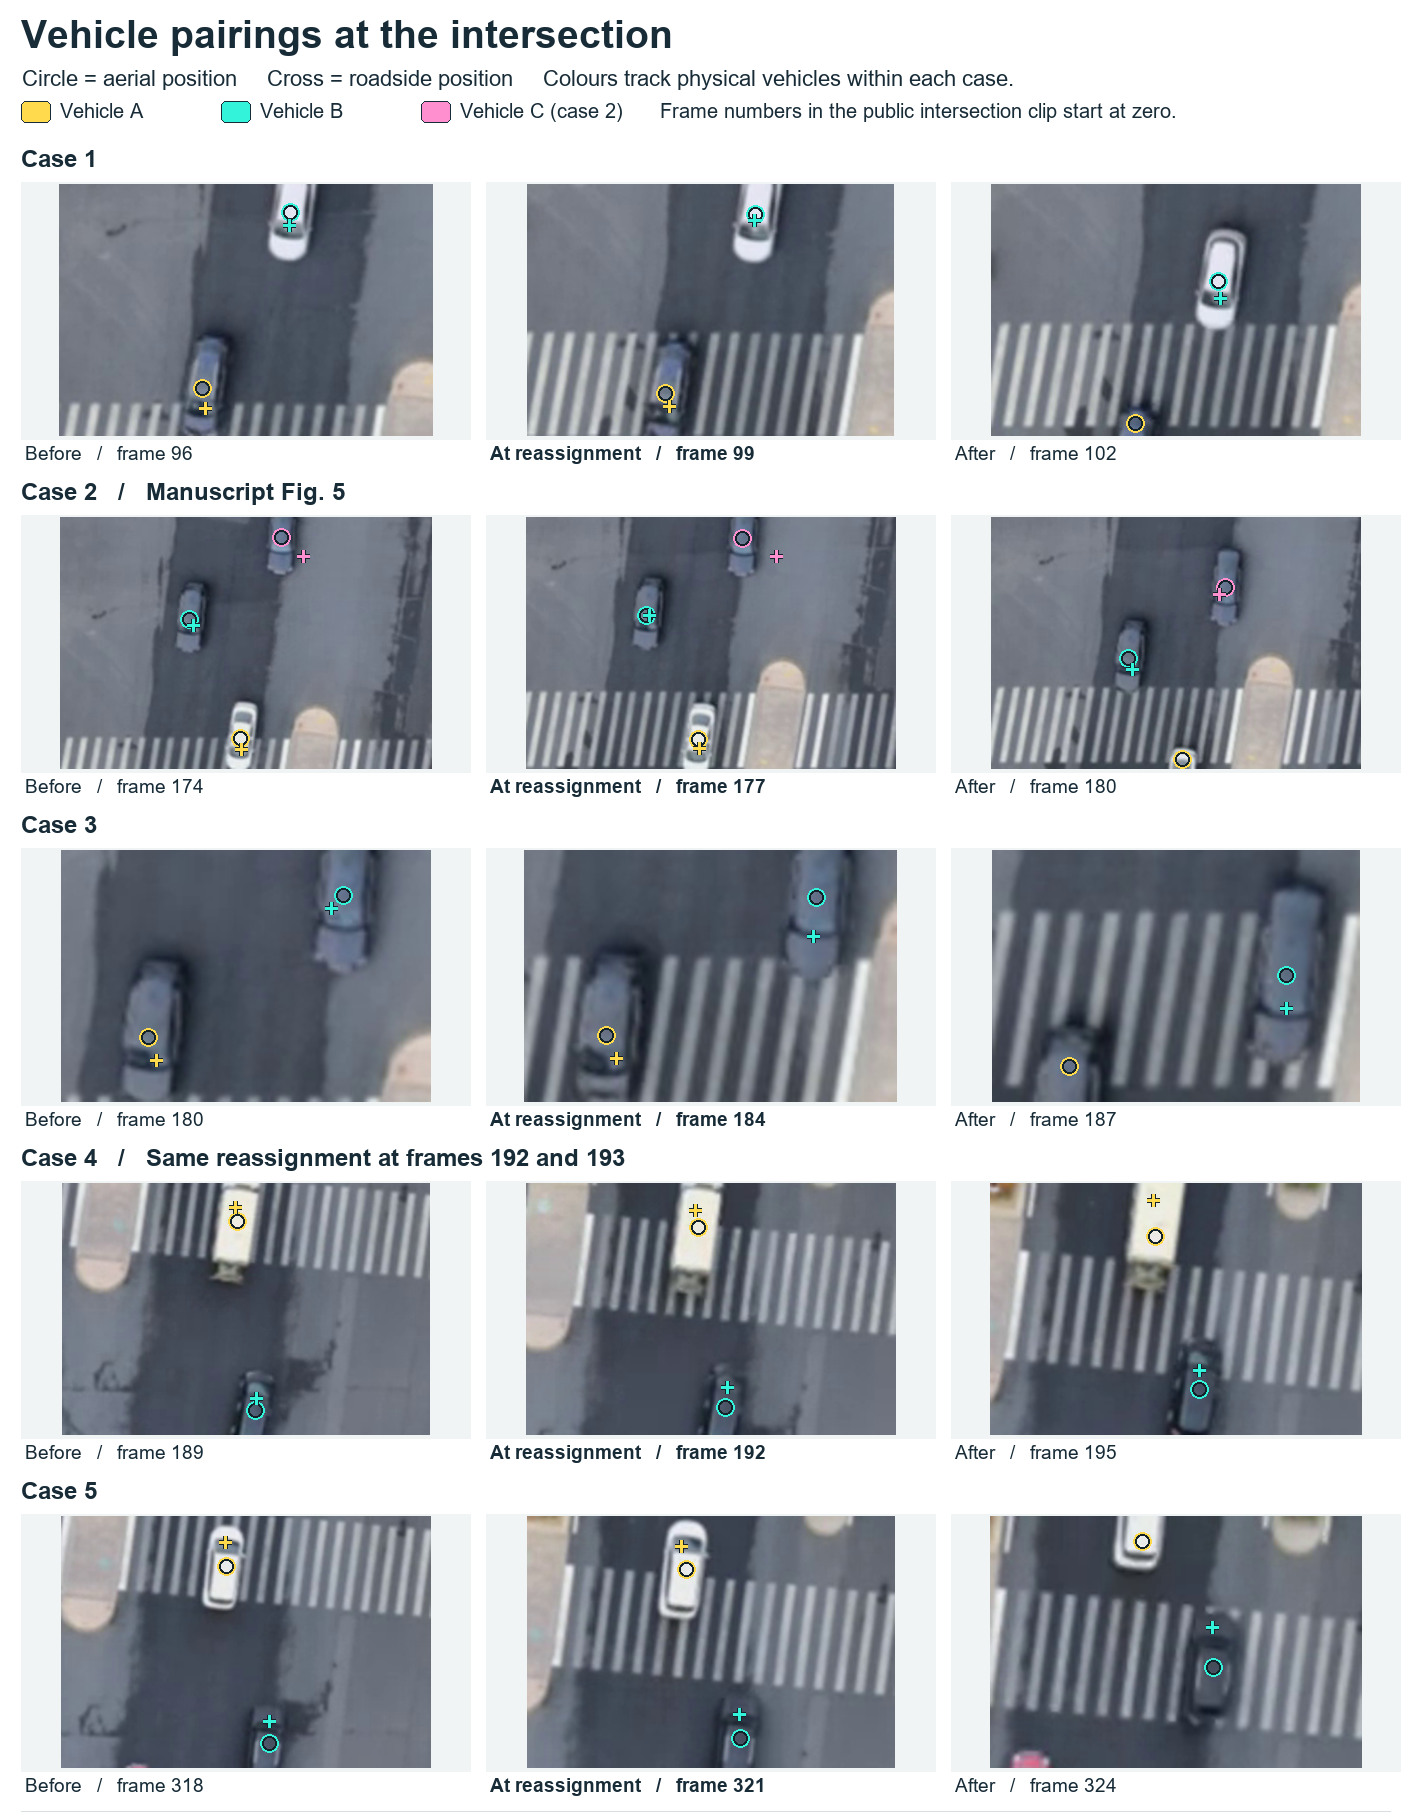 Vehicle pairings at the intersection
Circle = aerial position Cross = roadside position Colours track physical vehicles within each case.
Vehicle A Vehicle B Vehicle C (case 2) Frame numbers in the public intersection clip start at zero.
Case 1
Before / frame 96 At reassignment / frame 99 After / frame 102
Case 2 / Manuscript Fig. 5
Before / frame 174 At reassignment / frame 177 After / frame 180
Case 3
Before / frame 180 At reassignment / frame 184 After / frame 187
Case 4 / Same reassignment at frames 192 and 193
Before / frame 189 At reassignment / frame 192 After / frame 195
Case 5
Before / frame 318 At reassignment / frame 321 After / frame 324